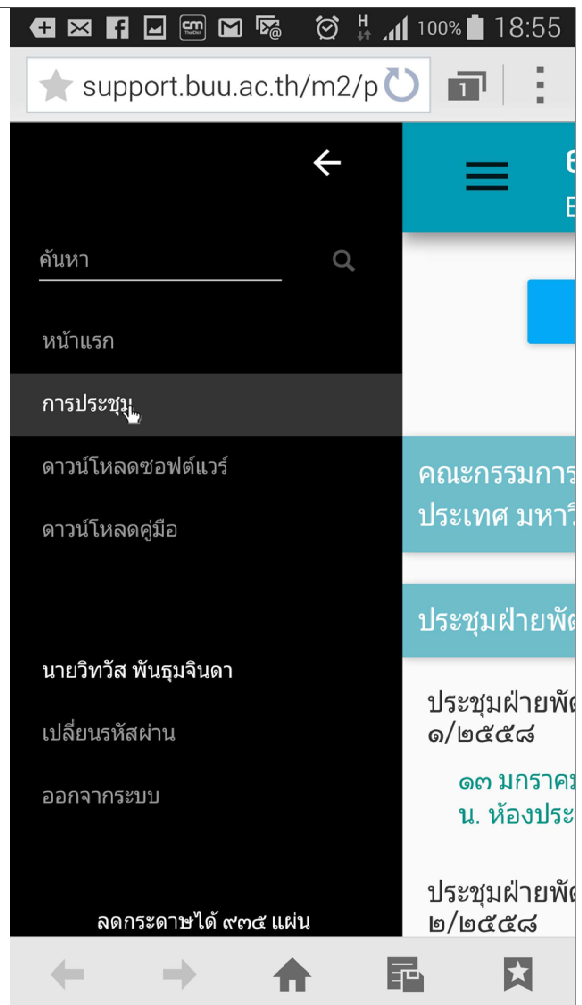 100% 18:55
support.buu.ac.th/m2/p
1
ค้นหา
หน้าแรก
การประชุม
ดาวน์โหลดซอฟต์แวร์
ดาวน์โหลดคู่มือ
นายวิทวัส พันธุมจินดา
เปลี่ยนรหัสผ่าน
ออกจากระบบ
ลดกระดาษได้ ๙๓๕ แผ่น
คณะกรรมการ
ประเทศ มหาวิ
ประชุมฝ่ายพัฒ
ประชุมฝ่ายพัฒ
๑/๒๕๕๘
๑๓ มกราคม
น. ห้องประ
ประชุมฝ่ายพัฒ
๒/๒๕๕๘